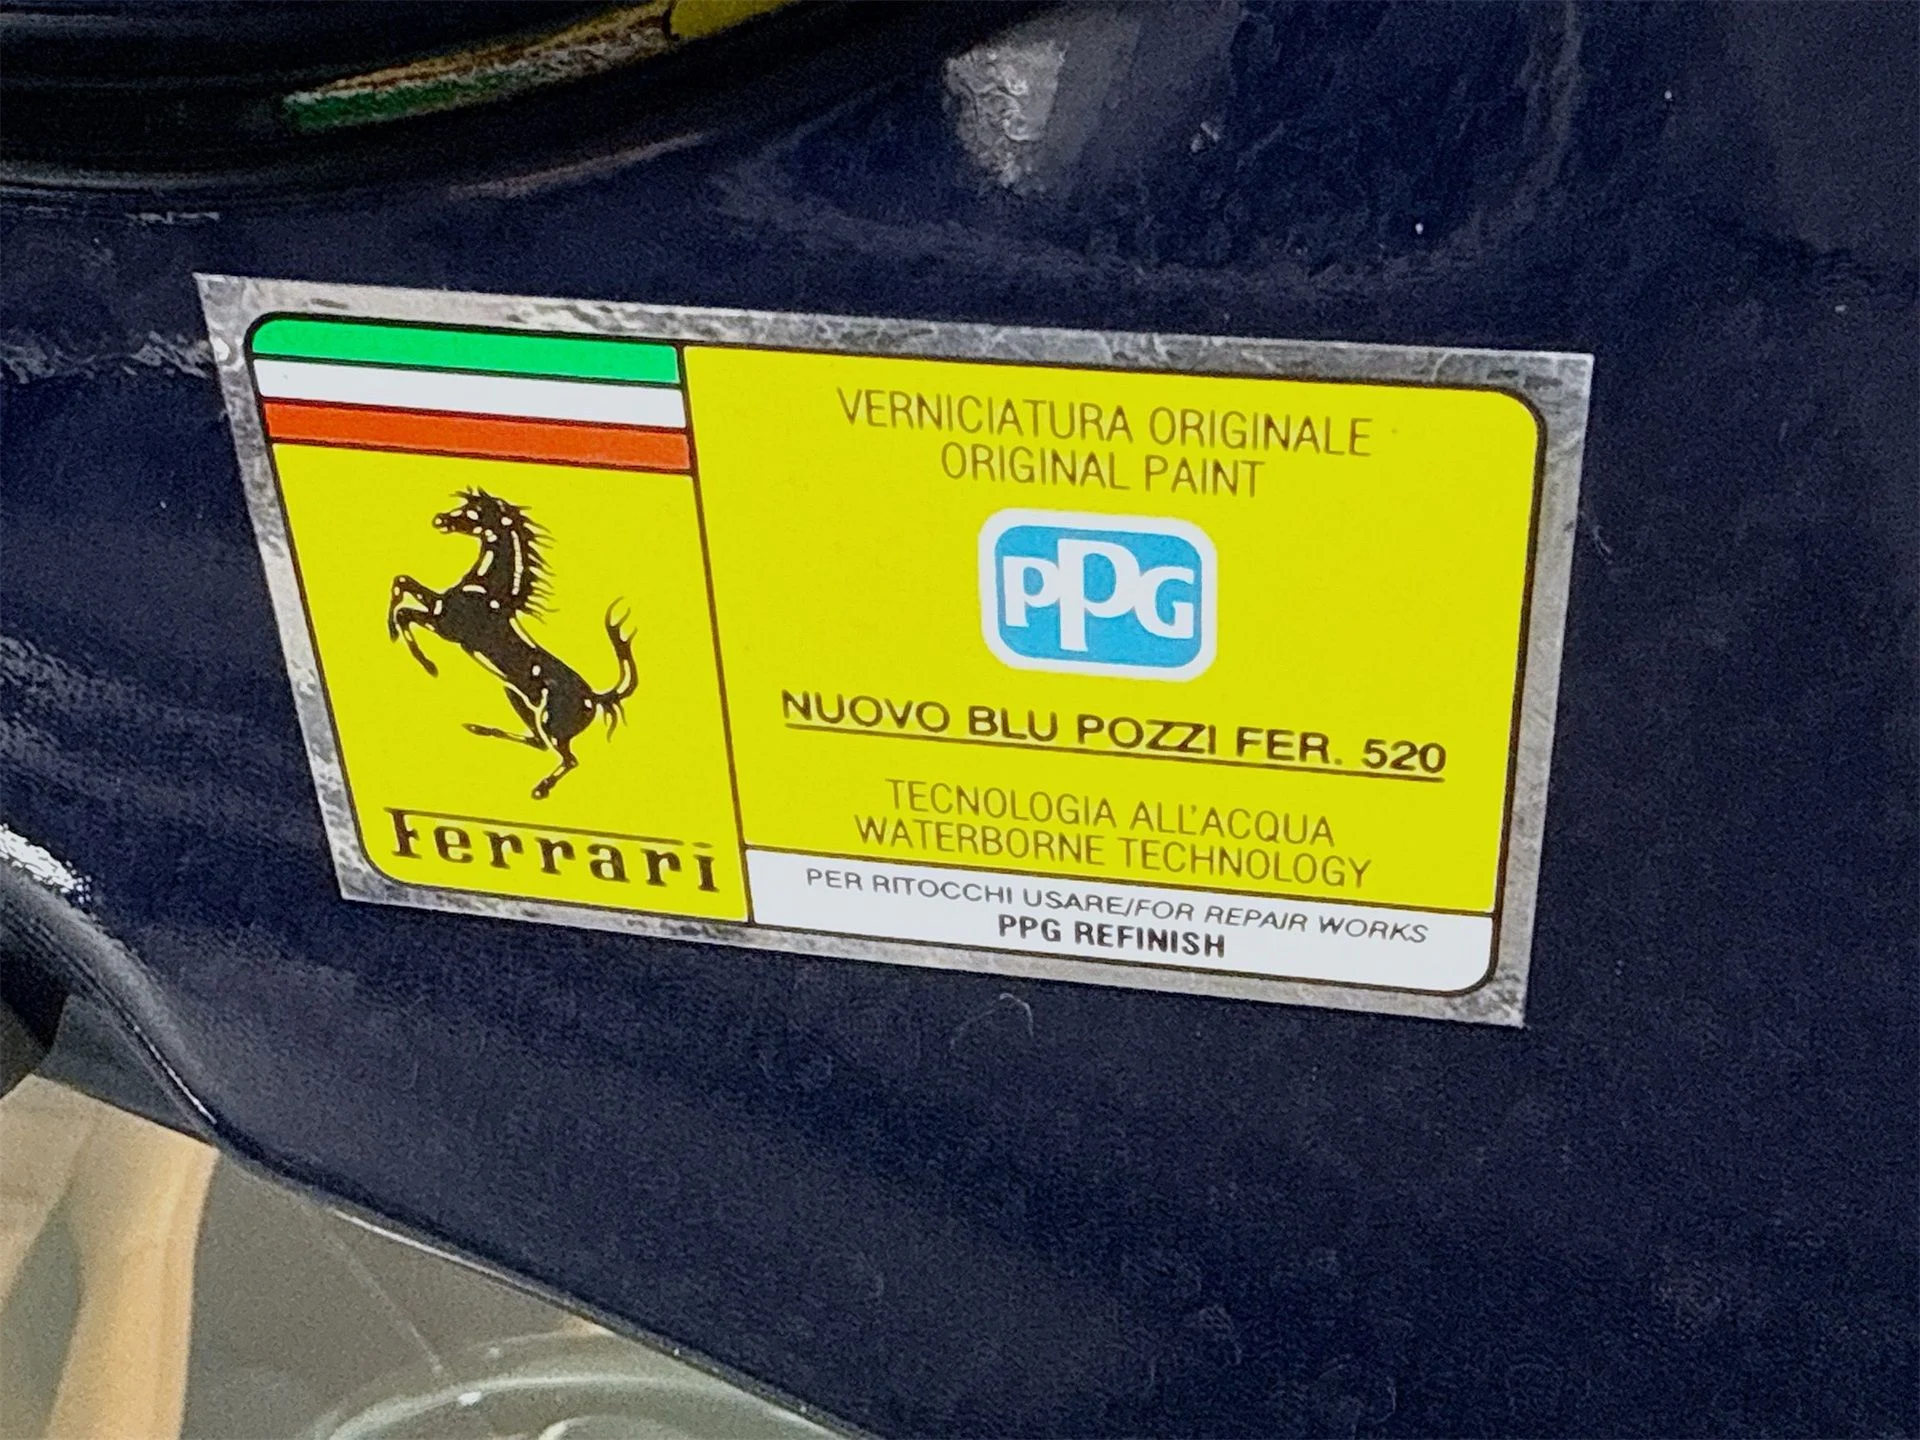 VERNICIATURA ORIGINALE
ORIGINAL PAINT
PPG
NUOVO BLU POZZI FER. 520
TECNOLOGIA ALL'ACQUA
WATERBORNE TECHNOLOGY
Ferrari
PER RITOCCHI USARE/FOR REPAIR WORKS
PPG REFINISH